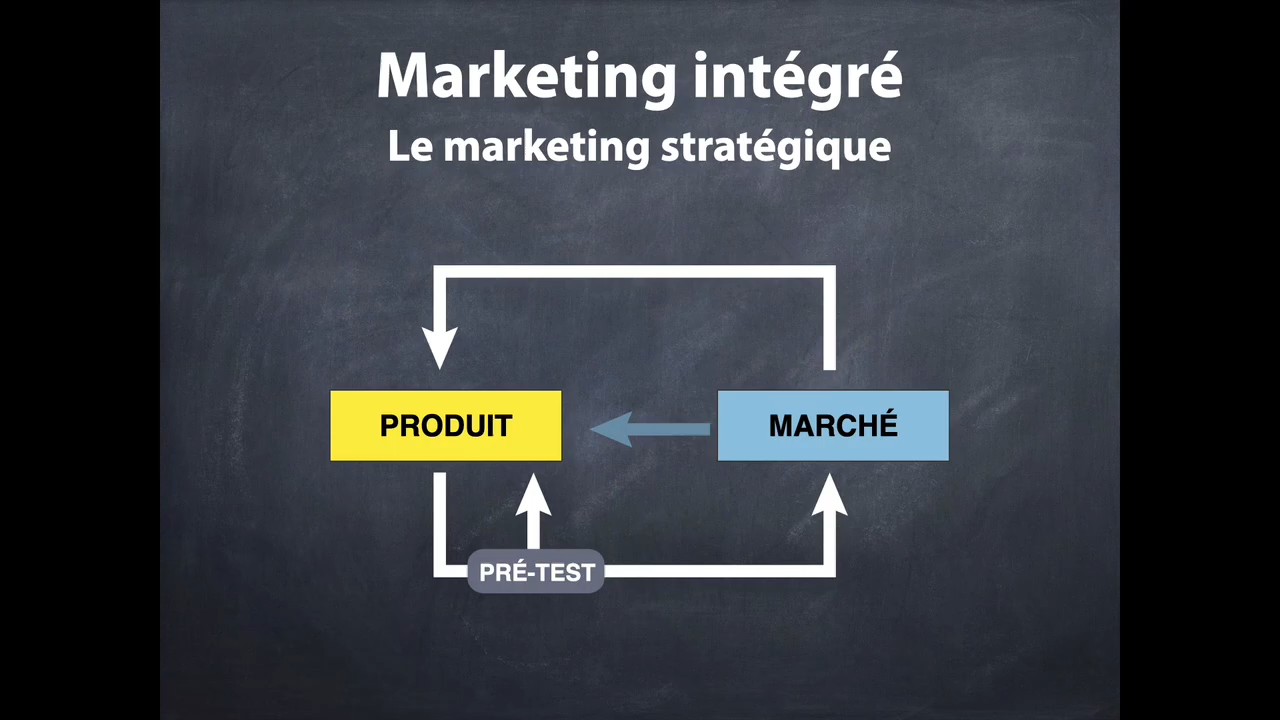 Marketing intégré
Le marketing stratégique
PRODUIT
MARCHÉ
PRÉ-TEST